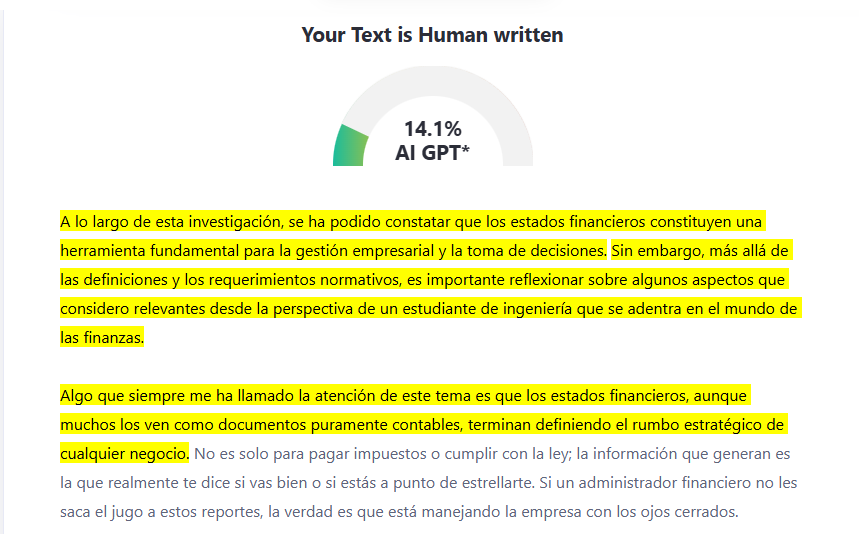 Your Text is Human written
14.1%
AI GPT*
A lo largo de esta investigación, se ha podido constatar que los estados financieros constituyen una
herramienta fundamental para la gestión empresarial y la toma de decisiones. Sin embargo, más allá de
las definiciones y los requerimientos normativos, es importante reflexionar sobre algunos aspectos que
considero relevantes desde la perspectiva de un estudiante de ingeniería que se adentra en el mundo de
las finanzas.
Algo que siempre me ha llamado la atención de este tema es que los estados financieros, aunque
muchos los ven como documentos puramente contables, terminan definiendo el rumbo estratégico de
cualquier negocio. No es solo para pagar impuestos o cumplir con la ley; la información que generan es
la que realmente te dice si vas bien o si estás a punto de estrellarte. Si un administrador financiero no les
saca el jugo a estos reportes, la verdad es que está manejando la empresa con los ojos cerrados.